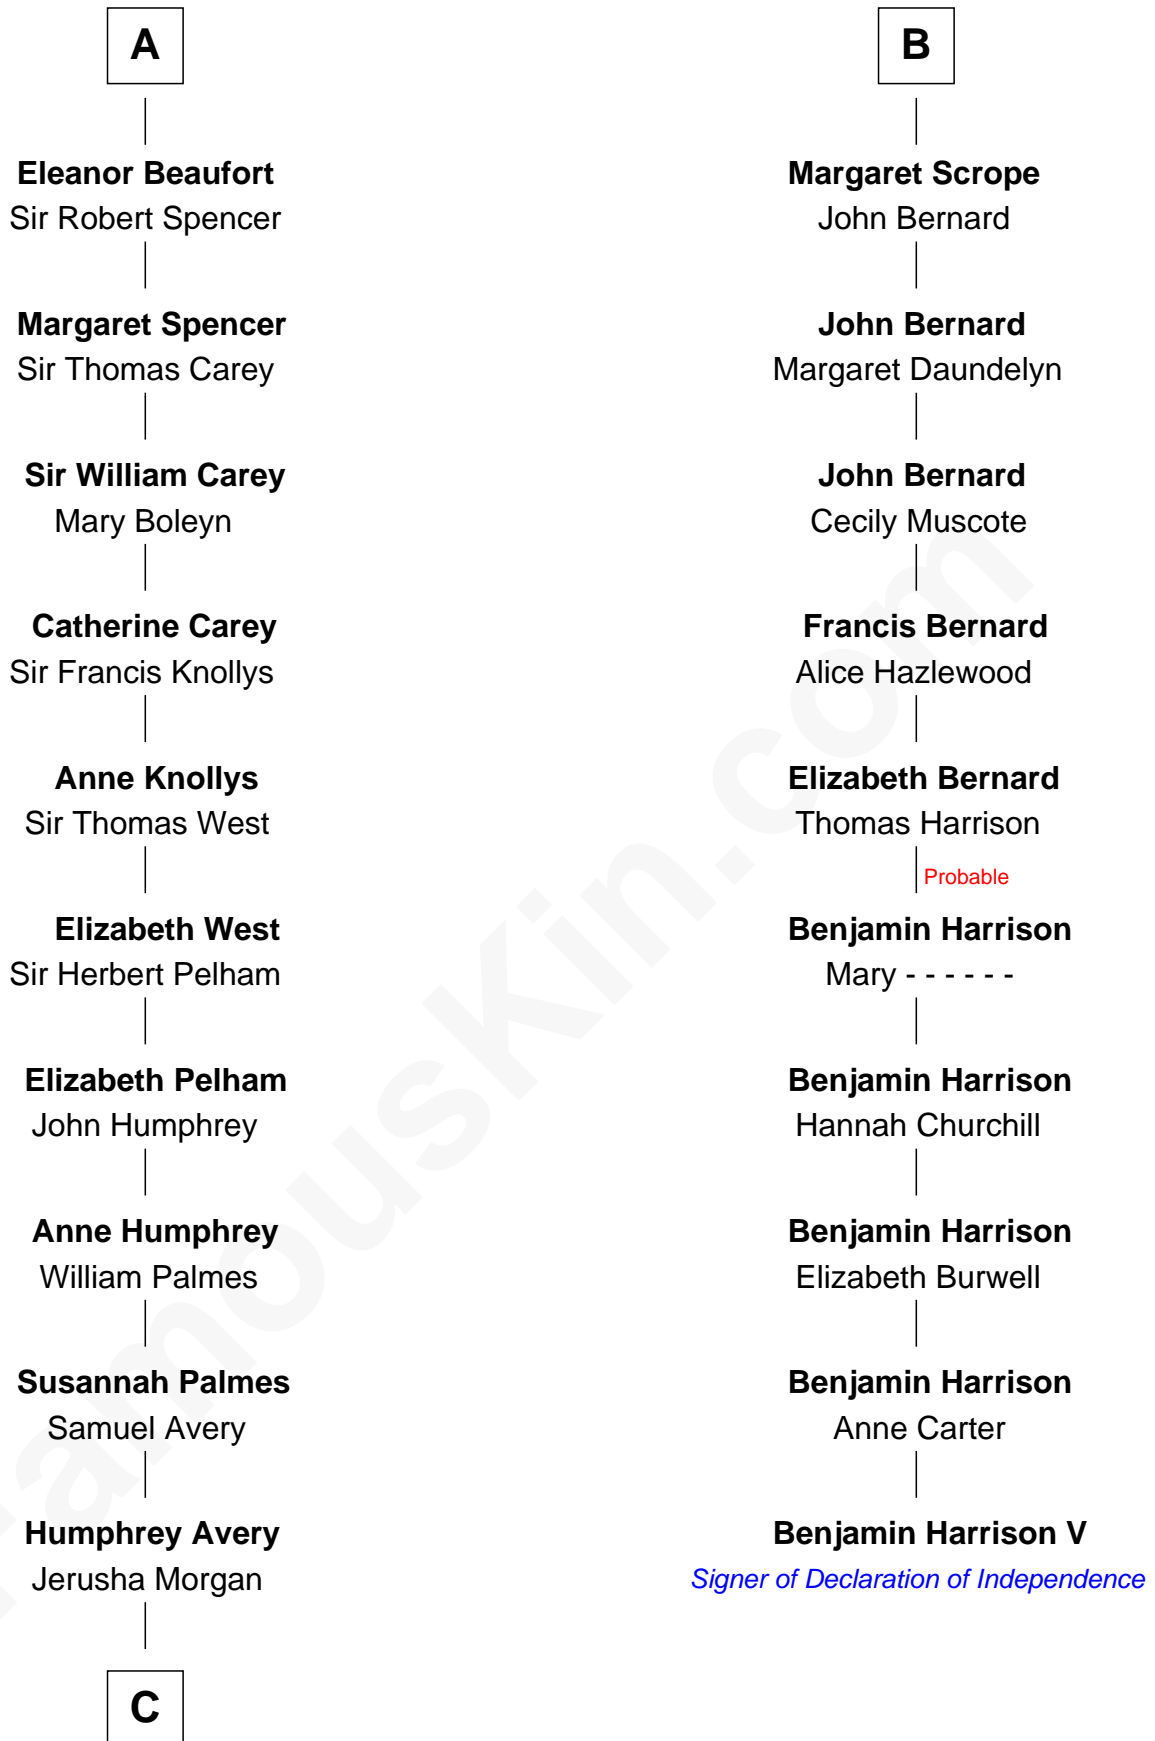 A
Eleanor Beaufort
Sir Robert Spencer
Margaret Spencer
Sir Thomas Carey
Sir William Carey
Mary Boleyn
Catherine Carey
Sir Francis Knollys
Anne Knollys
Sir Thomas West
Elizabeth West
Sir Herbert Pelham
Elizabeth Pelham
John Humphrey
Anne Humphrey
William Palmes
Susannah Palmes
Samuel Avery
Humphrey Avery
Jerusha Morgan
C
B
Margaret Scrope
John Bernard
John Bernard
Margaret Daundelyn
John Bernard
Cecily Muscote
Francis Bernard
Alice Hazlewood
Elizabeth Bernard
Thomas Harrison
Probable
Benjamin Harrison
Mary - - - - - -
Benjamin Harrison
Hannah Churchill
Benjamin Harrison
Elizabeth Burwell
Benjamin Harrison
Anne Carter
Benjamin Harrison V
Signer of Declaration of Independence
FamousKin.com